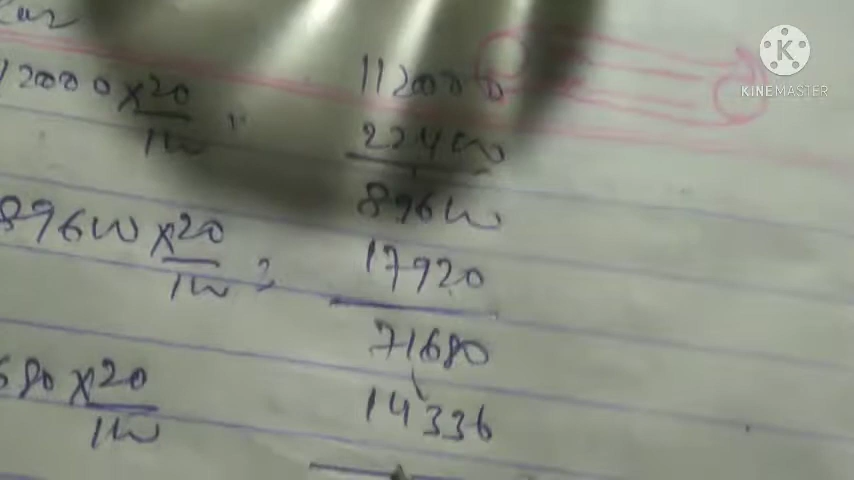 12000 × 20/100 =
112000
22400
89600
89600 × 20/100 =
17920
71680
680 × 20/100
14336
KINEMASTER